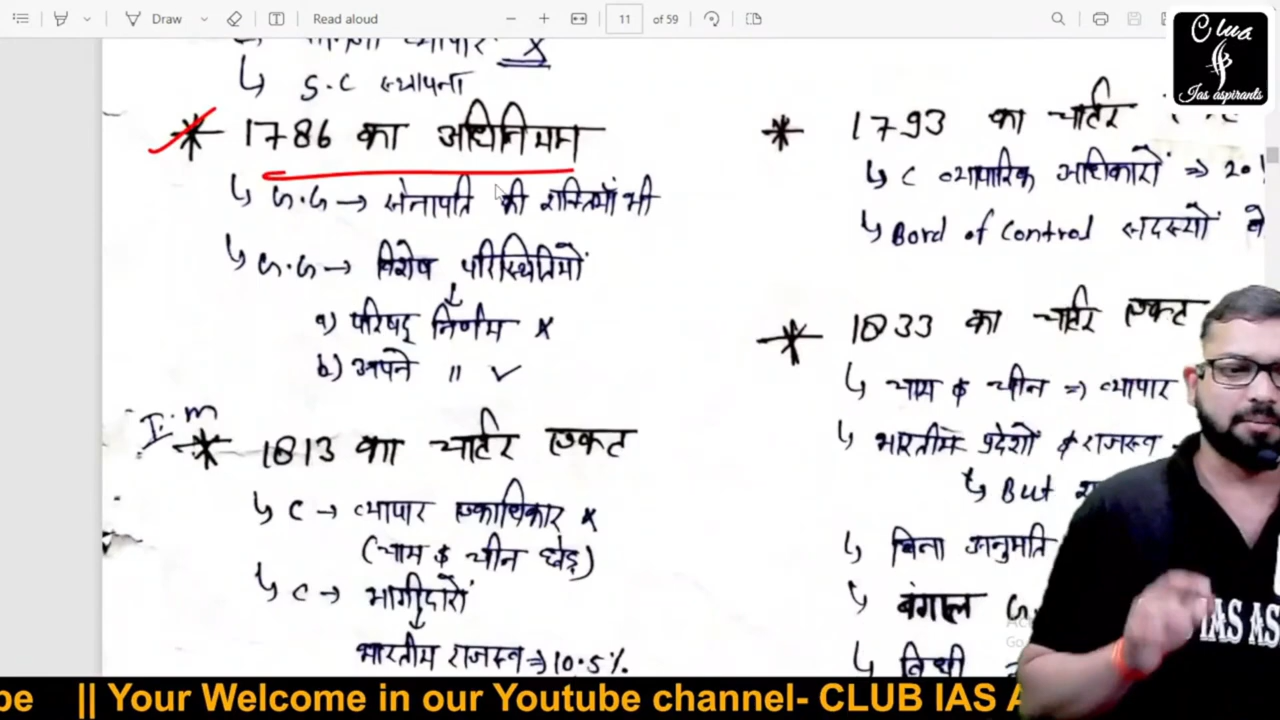 Draw
Read aloud
11
of 59
Club
Ias aspirants
व्यापार X
↳ S.C स्थापना
* 1786 का अधिनियम
↳ G.G → सेनापति की शक्तियाँ भी
↳ G.G → विशेष परिस्थितियों
↓
a) परिषद् निर्णय x
b) अपने " ✓
I.m
* 1813 का चार्टर एक्ट
↳ C → व्यापार एकाधिकार x
(चाय & चीन छोड़)
↳ C → भागीदारों
↓
भारतीय राजस्व ⇒ 10.5%
* 1793 का चार्टर
↳ C व्यापारिक अधिकारों ⇒ 20
↳ Bord of Control सदस्यों
* 1833 का चार्टर एक्ट
↳ चाय & चीन ⇒ व्यापार
↳ भारतीय प्रदेशों & राजस्व
↳ But
↳ बिना अनुमति
↳ बंगाल
IAS AS
|| Your Welcome in our Youtube channel- CLUB IAS A